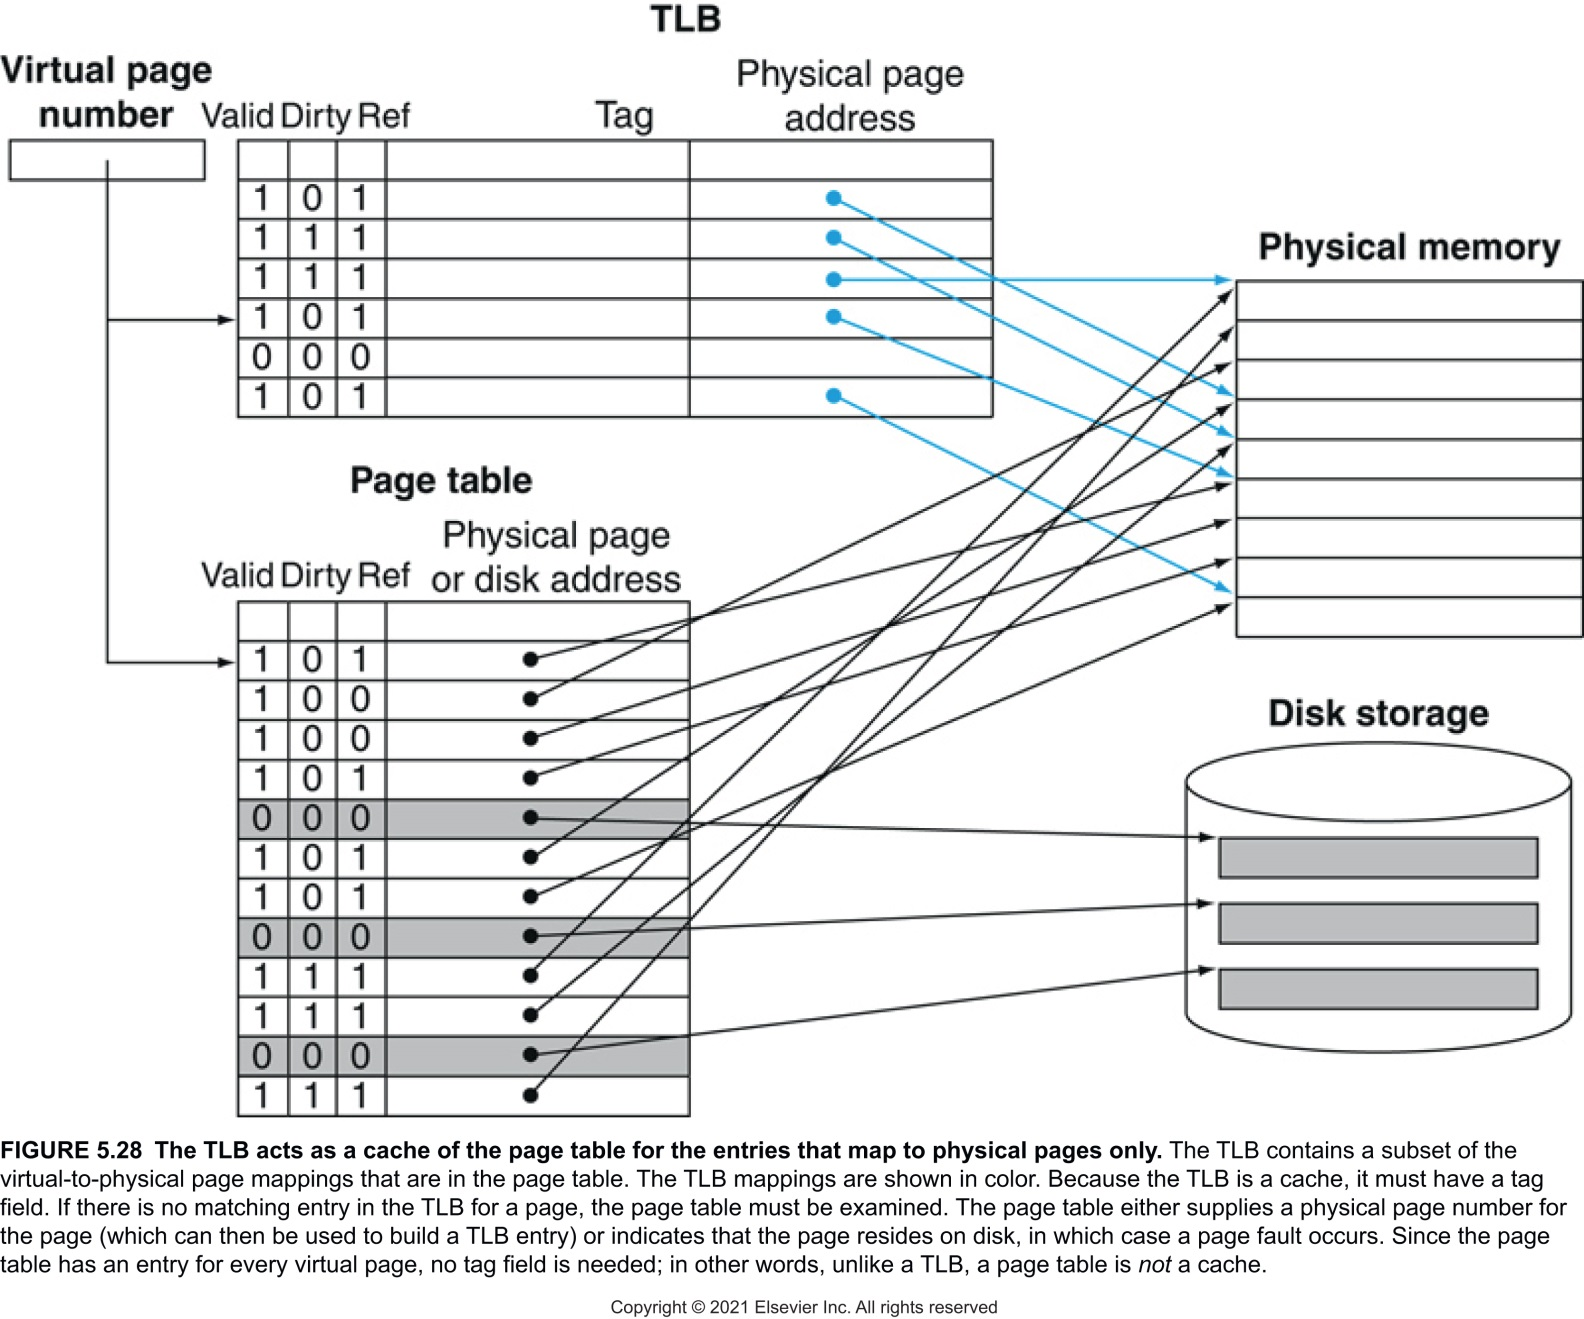 TLB
Virtual page
number
Valid Dirty Ref
Tag
Physical page
address
1 0 1
1 1 1
1 1 1
1 0 1
0 0 0
1 0 1
Physical memory
Page table
Valid Dirty Ref
Physical page
or disk address
1 0 1
1 0 0
1 0 0
1 0 1
0 0 0
1 0 1
1 0 1
0 0 0
1 1 1
1 1 1
0 0 0
1 1 1
Disk storage
FIGURE 5.28 The TLB acts as a cache of the page table for the entries that map to physical pages only. The TLB contains a subset of the
virtual-to-physical page mappings that are in the page table. The TLB mappings are shown in color. Because the TLB is a cache, it must have a tag
field. If there is no matching entry in the TLB for a page, the page table must be examined. The page table either supplies a physical page number for
the page (which can then be used to build a TLB entry) or indicates that the page resides on disk, in which case a page fault occurs. Since the page
table has an entry for every virtual page, no tag field is needed; in other words, unlike a TLB, a page table is not a cache.
Copyright © 2021 Elsevier Inc. All rights reserved